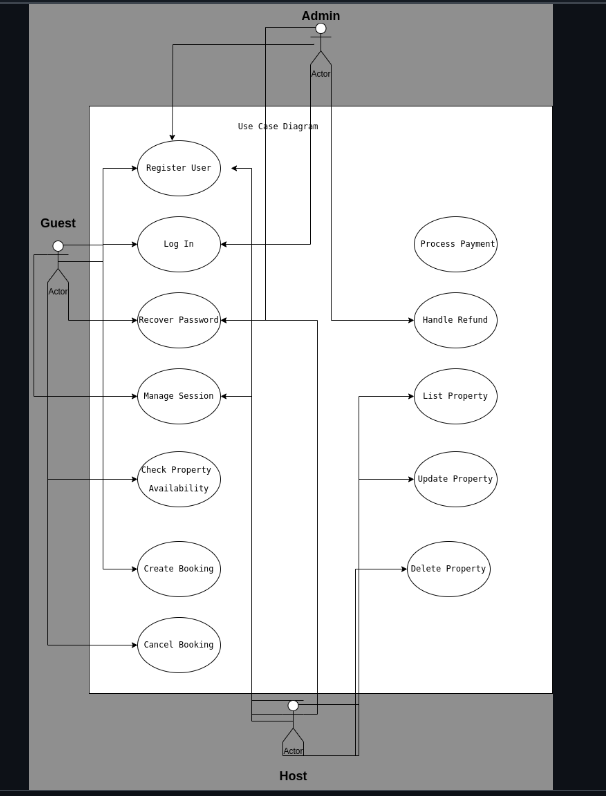 Admin
Actor
Use Case Diagram
Register User
Guest
Log In
Process Payment
Actor
Recover Password
Handle Refund
Manage Session
List Property
Check Property
Availability
Update Property
Create Booking
Delete Property
Cancel Booking
Actor
Host